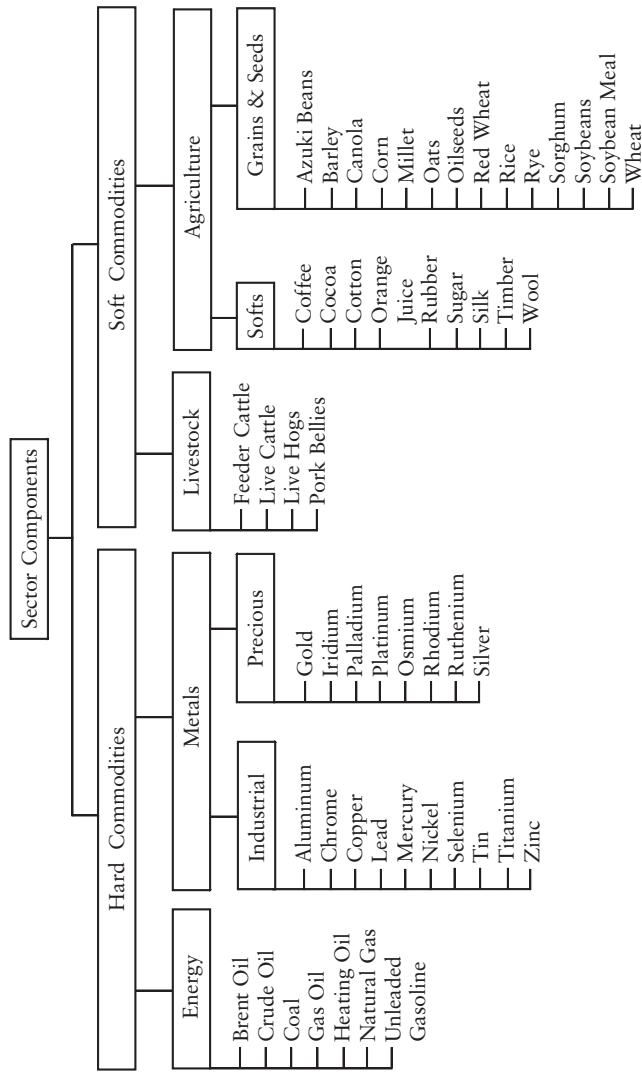 Sector Components
Hard Commodities
Soft Commodities
Energy
Metals
Livestock
Agriculture
Brent Oil
Crude Oil
Coal
Gas Oil
Heating Oil
Natural Gas
Unleaded
Gasoline
Industrial
Aluminum
Chrome
Copper
Lead
Mercury
Nickel
Selenium
Tin
Titanium
Zinc
Precious
Gold
Iridium
Palladium
Platinum
Osmium
Rhodium
Ruthenium
Silver
Feeder Cattle
Live Cattle
Live Hogs
Pork Bellies
Softs
Coffee
Cocoa
Cotton
Orange
Juice
Rubber
Sugar
Silk
Timber
Wool
Grains & Seeds
Azuki Beans
Barley
Canola
Corn
Millet
Oats
Oilseeds
Red Wheat
Rice
Rye
Sorghum
Soybeans
Soybean Meal
Wheat